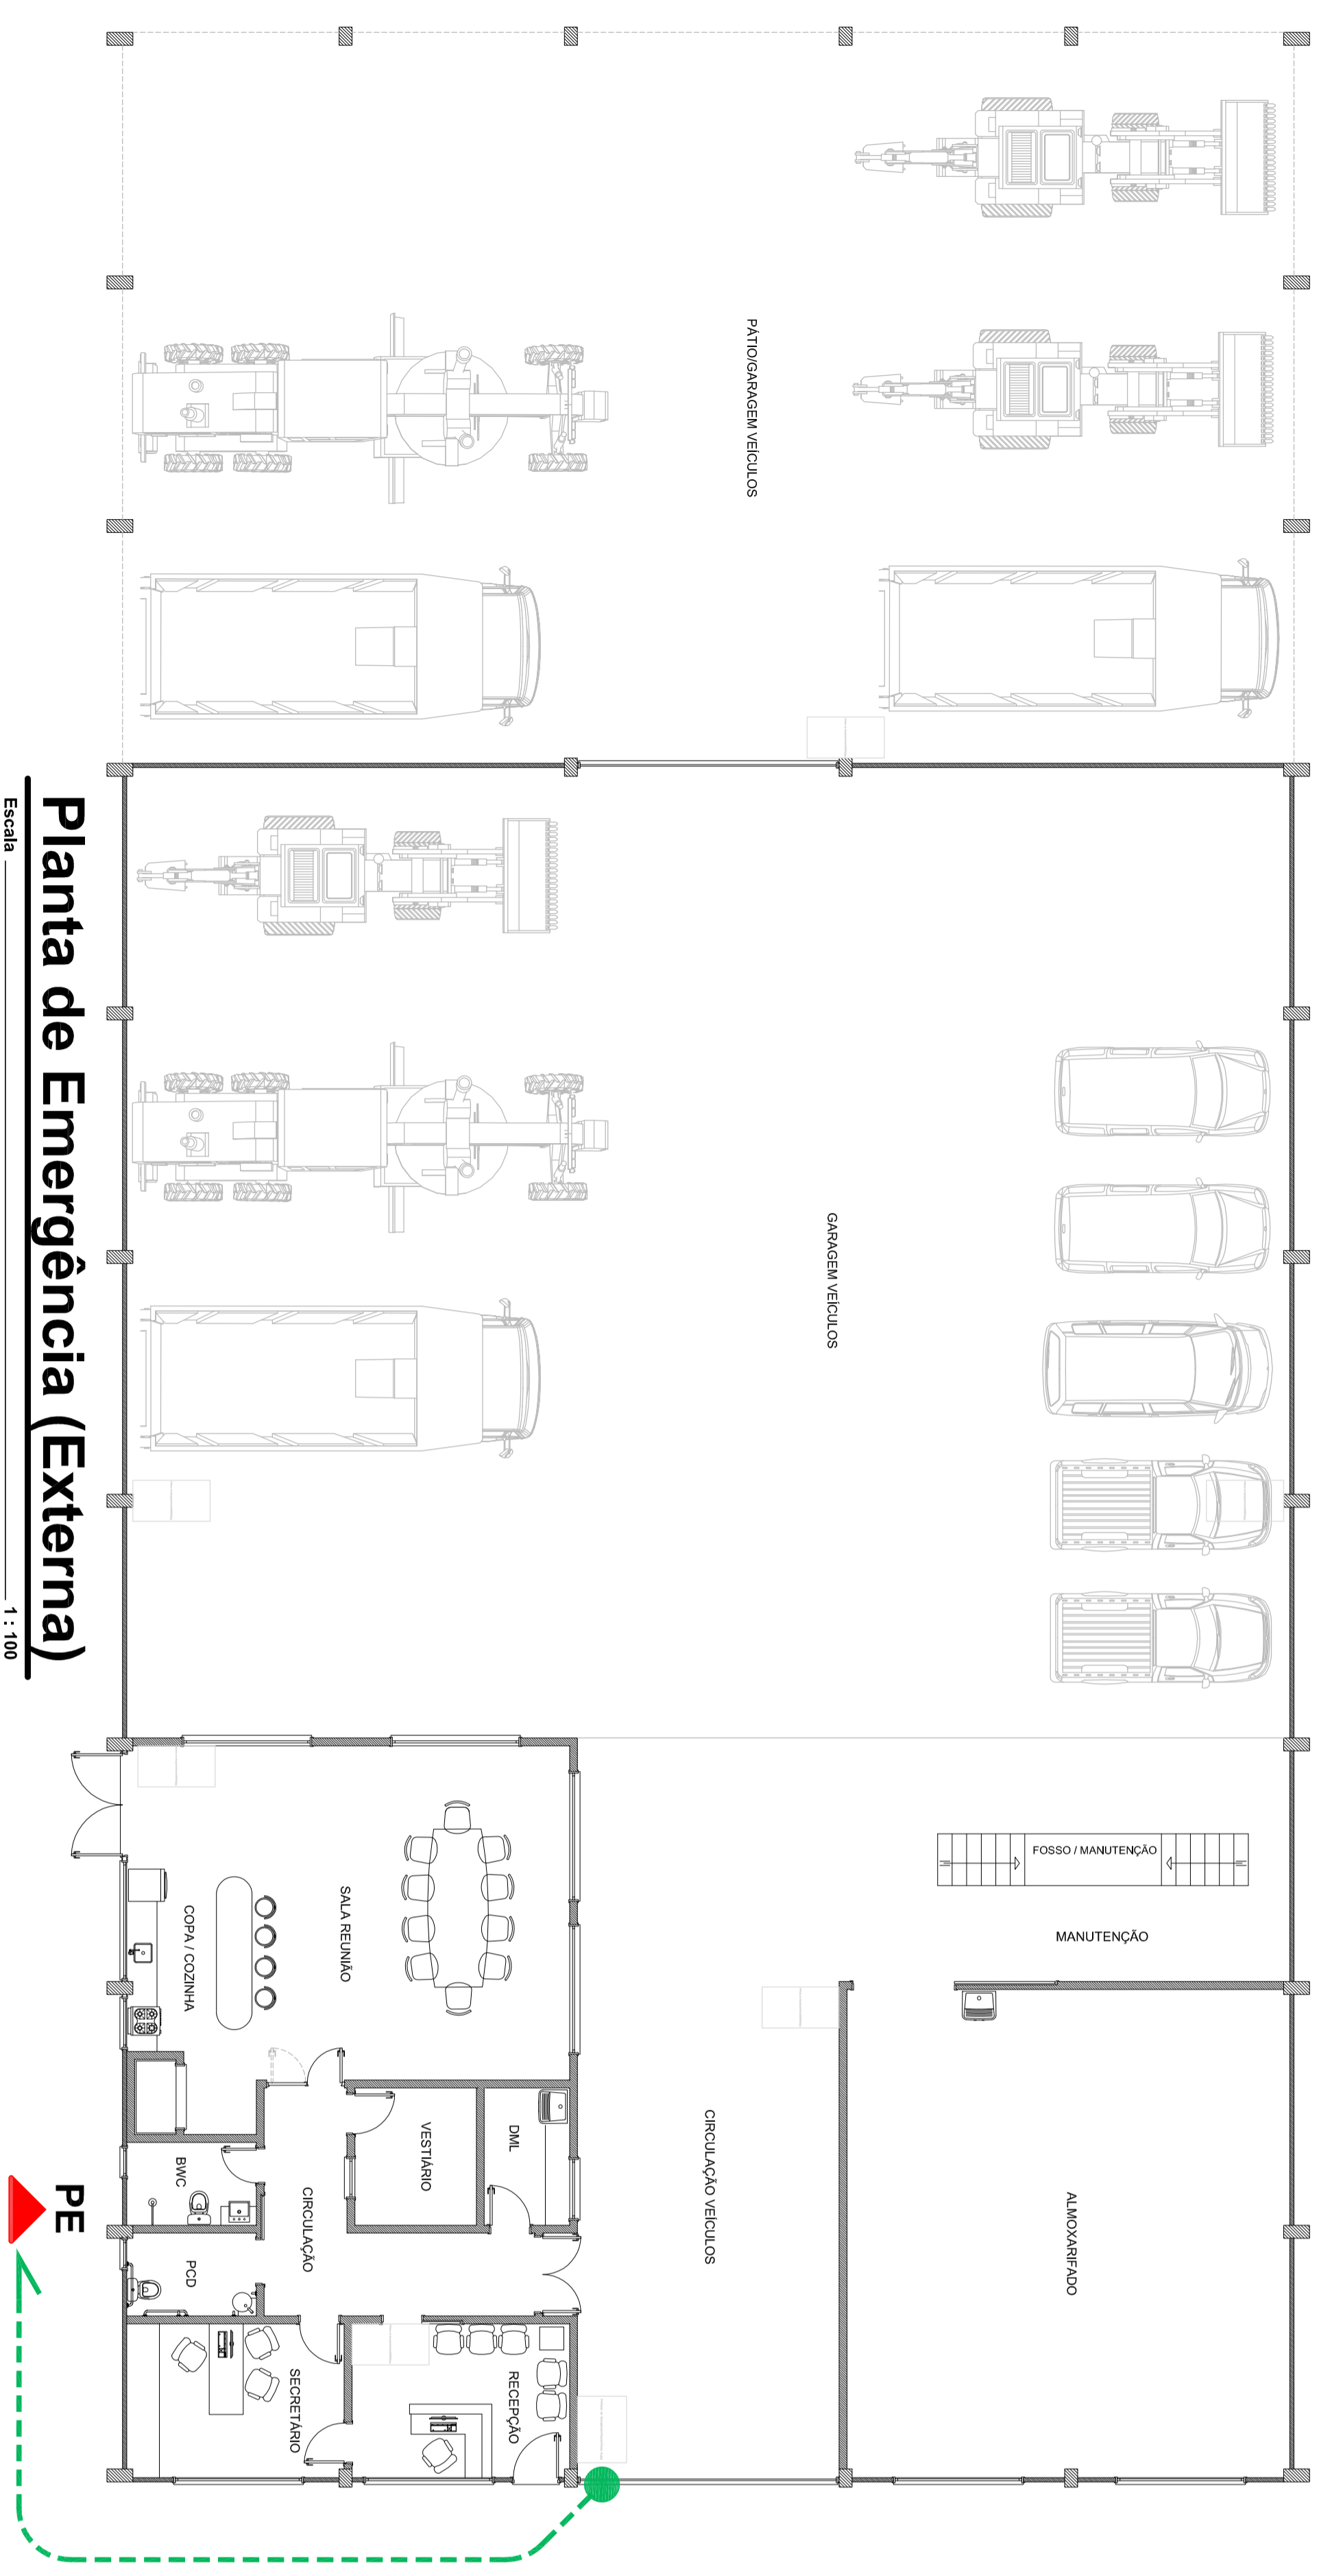 PÁTIO/GARAGEM VEÍCULOS
GARAGEM VEÍCULOS
FOSSO / MANUTENÇÃO
MANUTENÇÃO
ALMOXARIFADO
CIRCULAÇÃO VEÍCULOS
SALA REUNIÃO
COPA / COZINHA
DML
VESTIÁRIO
BWC
CIRCULAÇÃO
PCD
RECEPÇÃO
SECRETÁRIO
PE
Planta de Emergência (Externa)
Escala 1 : 100